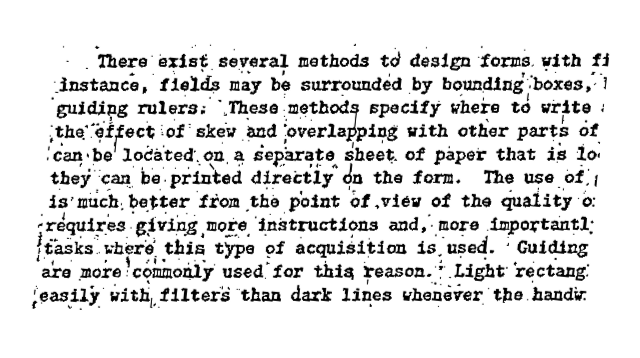 There exist several methods to design forms with fi
instance, fields may be surrounded by bounding boxes,
guiding rulers. These methods specify where to write
the effect of skew and overlapping with other parts of
can be located on a separate sheet of paper that is lo
they can be printed directly on the form. The use of
is much better from the point of view of the quality o
requires giving more instructions and, more importantl
tasks where this type of acquisition is used. Guiding
are more commonly used for this reason. Light rectang
easily with filters than dark lines whenever the handw